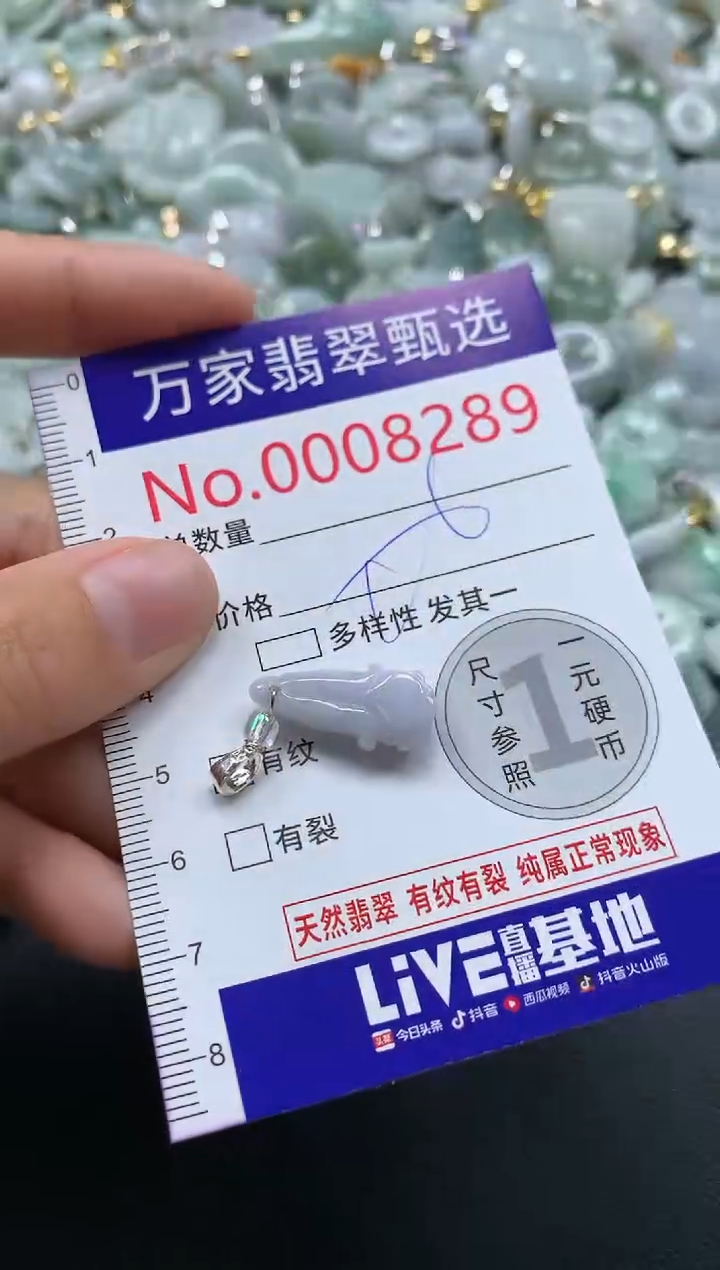 万家翡翠甄选
No.0008289
数量
价格
多样性 发其一
有纹
有裂
尺寸参照
1
一元硬币
天然翡翠 有纹有裂 纯属正常现象
LiVE直播基地
头条 今日头条 抖音 西瓜视频 抖音火山版
0
1
2
4
5
6
7
8